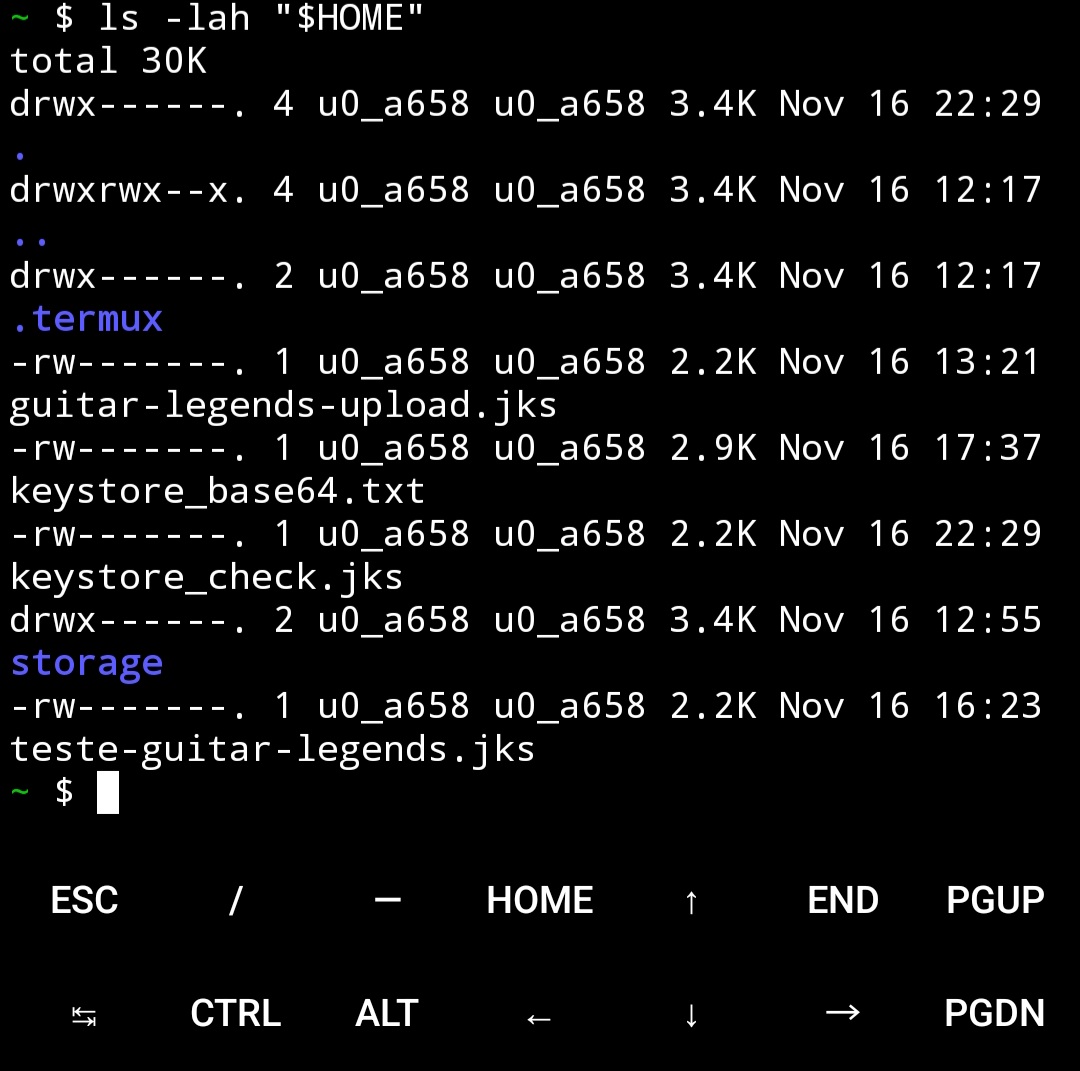 ~ $ ls -lah "$HOME"
total 30K
drwx------. 4 u0_a658 u0_a658 3.4K Nov 16 22:29
.
drwxrwx--x. 4 u0_a658 u0_a658 3.4K Nov 16 12:17
..
drwx------. 2 u0_a658 u0_a658 3.4K Nov 16 12:17
.termux
-rw-------. 1 u0_a658 u0_a658 2.2K Nov 16 13:21
guitar-legends-upload.jks
-rw-------. 1 u0_a658 u0_a658 2.9K Nov 16 17:37
keystore_base64.txt
-rw-------. 1 u0_a658 u0_a658 2.2K Nov 16 22:29
keystore_check.jks
drwx------. 2 u0_a658 u0_a658 3.4K Nov 16 12:55
storage
-rw-------. 1 u0_a658 u0_a658 2.2K Nov 16 16:23
teste-guitar-legends.jks
~ $
ESC / — HOME ↑ END PGUP
↹ CTRL ALT ← ↓ → PGDN